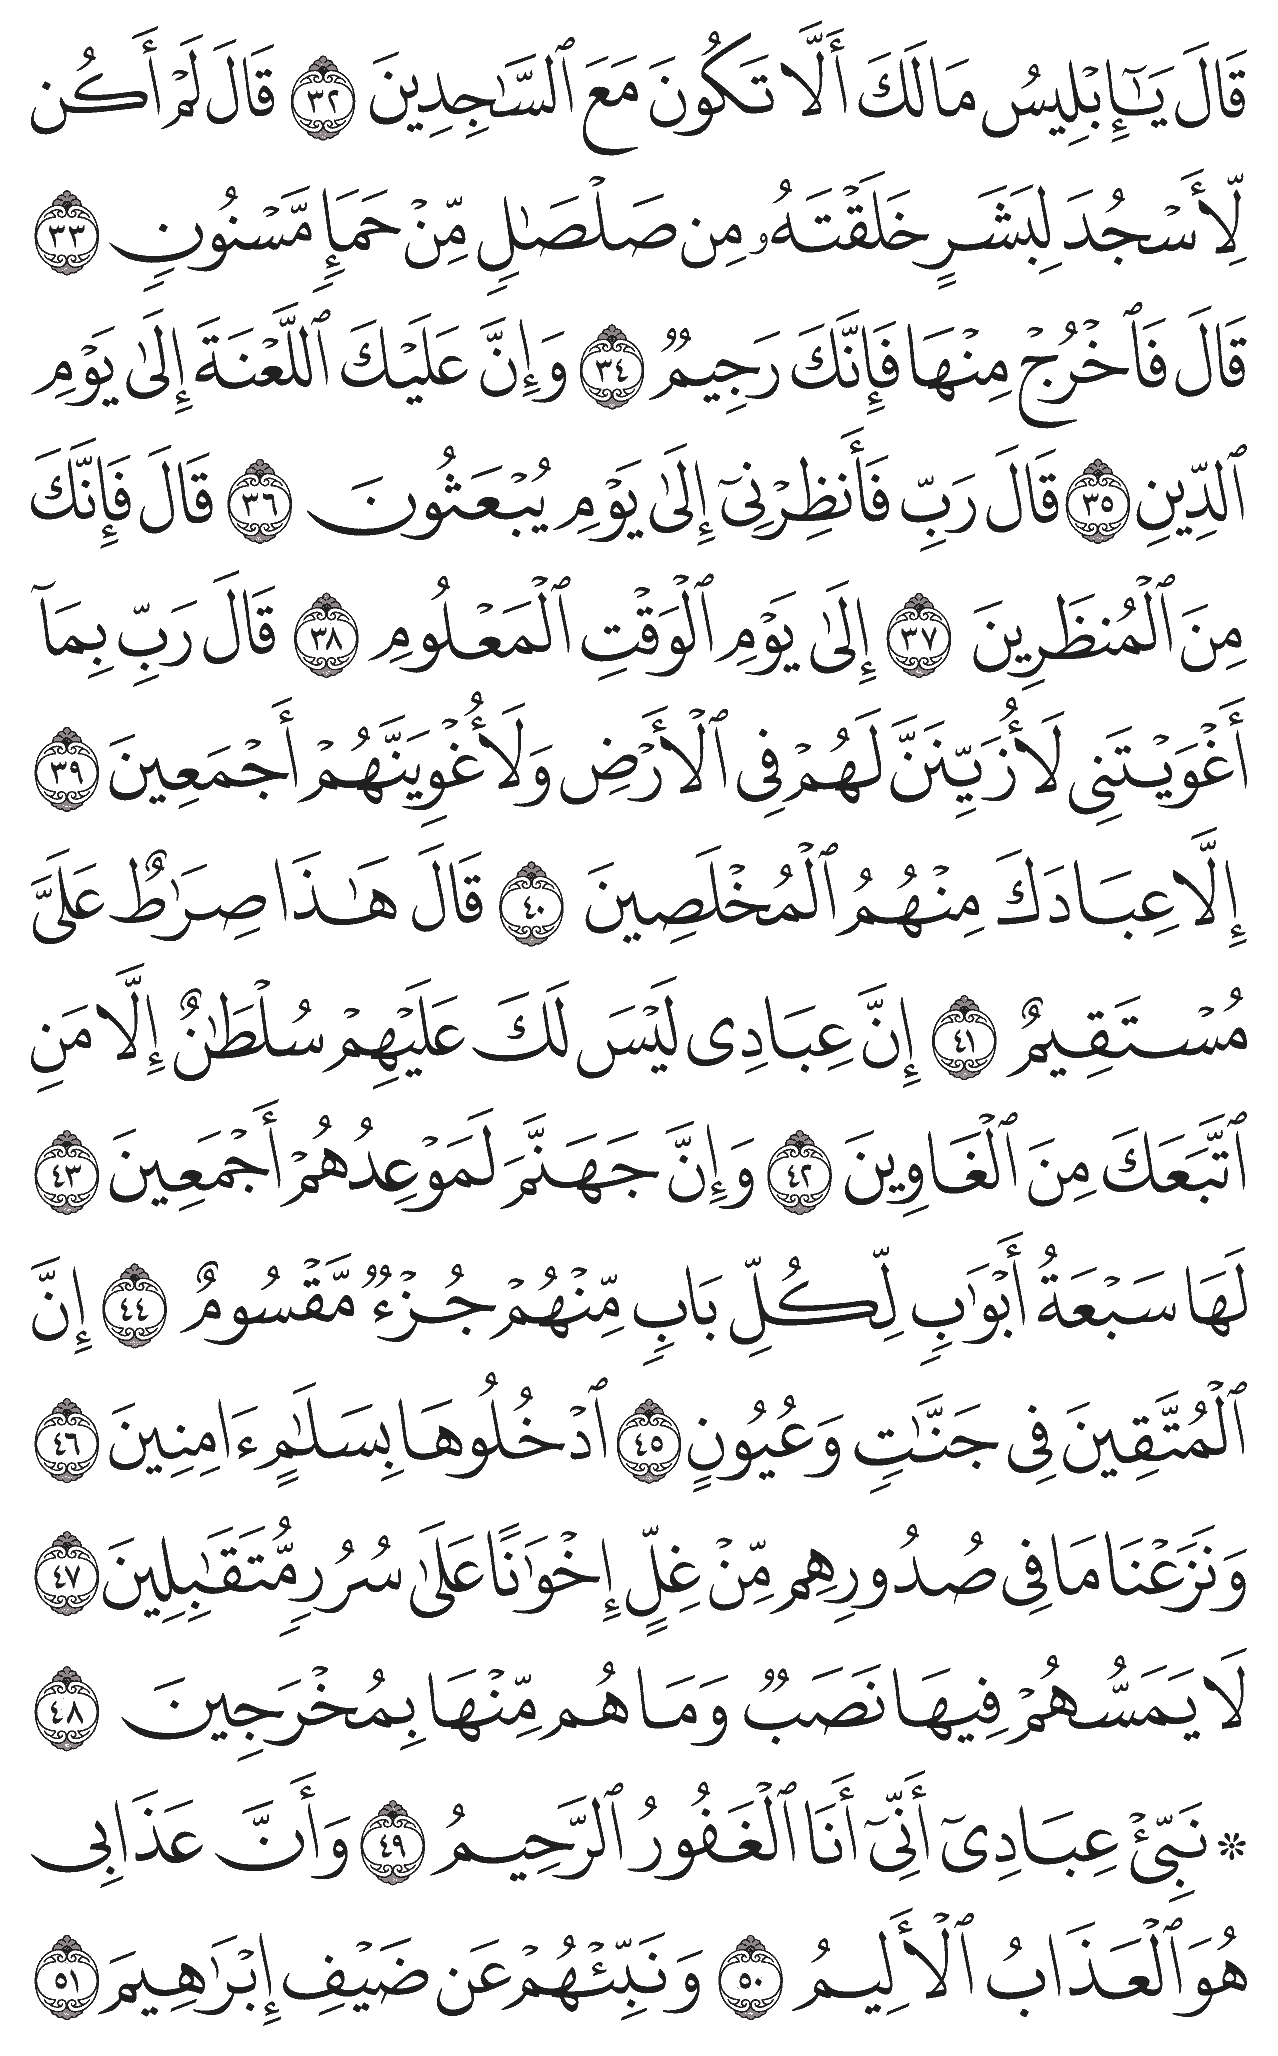 قَالَ يَٰٓإِبۡلِيسُ مَا لَكَ أَلَّا تَكُونَ مَعَ ٱلسَّٰجِدِينَ ٣٢ قَالَ لَمۡ أَكُن
لِّأَسۡجُدَ لِبَشَرٍ خَلَقۡتَهُۥ مِن صَلۡصَٰلٖ مِّنۡ حَمَإٖ مَّسۡنُونٖ ٣٣
قَالَ فَٱخۡرُجۡ مِنۡهَا فَإِنَّكَ رَجِيمٞ ٣٤ وَإِنَّ عَلَيۡكَ ٱللَّعۡنَةَ إِلَىٰ يَوۡمِ
ٱلدِّينِ ٣٥ قَالَ رَبِّ فَأَنظِرۡنِيٓ إِلَىٰ يَوۡمِ يُبۡعَثُونَ ٣٦ قَالَ فَإِنَّكَ
مِنَ ٱلۡمُنظَرِينَ ٣٧ إِلَىٰ يَوۡمِ ٱلۡوَقۡتِ ٱلۡمَعۡلُومِ ٣٨ قَالَ رَبِّ بِمَآ
أَغۡوَيۡتَنِي لَأُزَيِّنَنَّ لَهُمۡ فِي ٱلۡأَرۡضِ وَلَأُغۡوِيَنَّهُمۡ أَجۡمَعِينَ ٣٩
إِلَّا عِبَادَكَ مِنۡهُمُ ٱلۡمُخۡلَصِينَ ٤٠ قَالَ هَٰذَا صِرَٰطٌ عَلَيَّ
مُسۡتَقِيمٌ ٤١ إِنَّ عِبَادِي لَيۡسَ لَكَ عَلَيۡهِمۡ سُلۡطَٰنٌ إِلَّا مَنِ
ٱتَّبَعَكَ مِنَ ٱلۡغَاوِينَ ٤٢ وَإِنَّ جَهَنَّمَ لَمَوۡعِدُهُمۡ أَجۡمَعِينَ ٤٣
لَهَا سَبۡعَةُ أَبۡوَٰبٖ لِّكُلِّ بَابٖ مِّنۡهُمۡ جُزۡءٞ مَّقۡسُومٌ ٤٤ إِنَّ
ٱلۡمُتَّقِينَ فِي جَنَّٰتٖ وَعُيُونٍ ٤٥ ٱدۡخُلُوهَا بِسَلَٰمٍ ءَامِنِينَ ٤٦
وَنَزَعۡنَا مَا فِي صُدُورِهِم مِّنۡ غِلٍّ إِخۡوَٰنًا عَلَىٰ سُرُرٖ مُّتَقَٰبِلِينَ ٤٧
لَا يَمَسُّهُمۡ فِيهَا نَصَبٞ وَمَا هُم مِّنۡهَا بِمُخۡرَجِينَ ٤٨
۞ نَبِّئۡ عِبَادِيٓ أَنِّيٓ أَنَا ٱلۡغَفُورُ ٱلرَّحِيمُ ٤٩ وَأَنَّ عَذَابِي
هُوَ ٱلۡعَذَابُ ٱلۡأَلِيمُ ٥٠ وَنَبِّئۡهُمۡ عَن ضَيۡفِ إِبۡرَٰهِيمَ ٥١